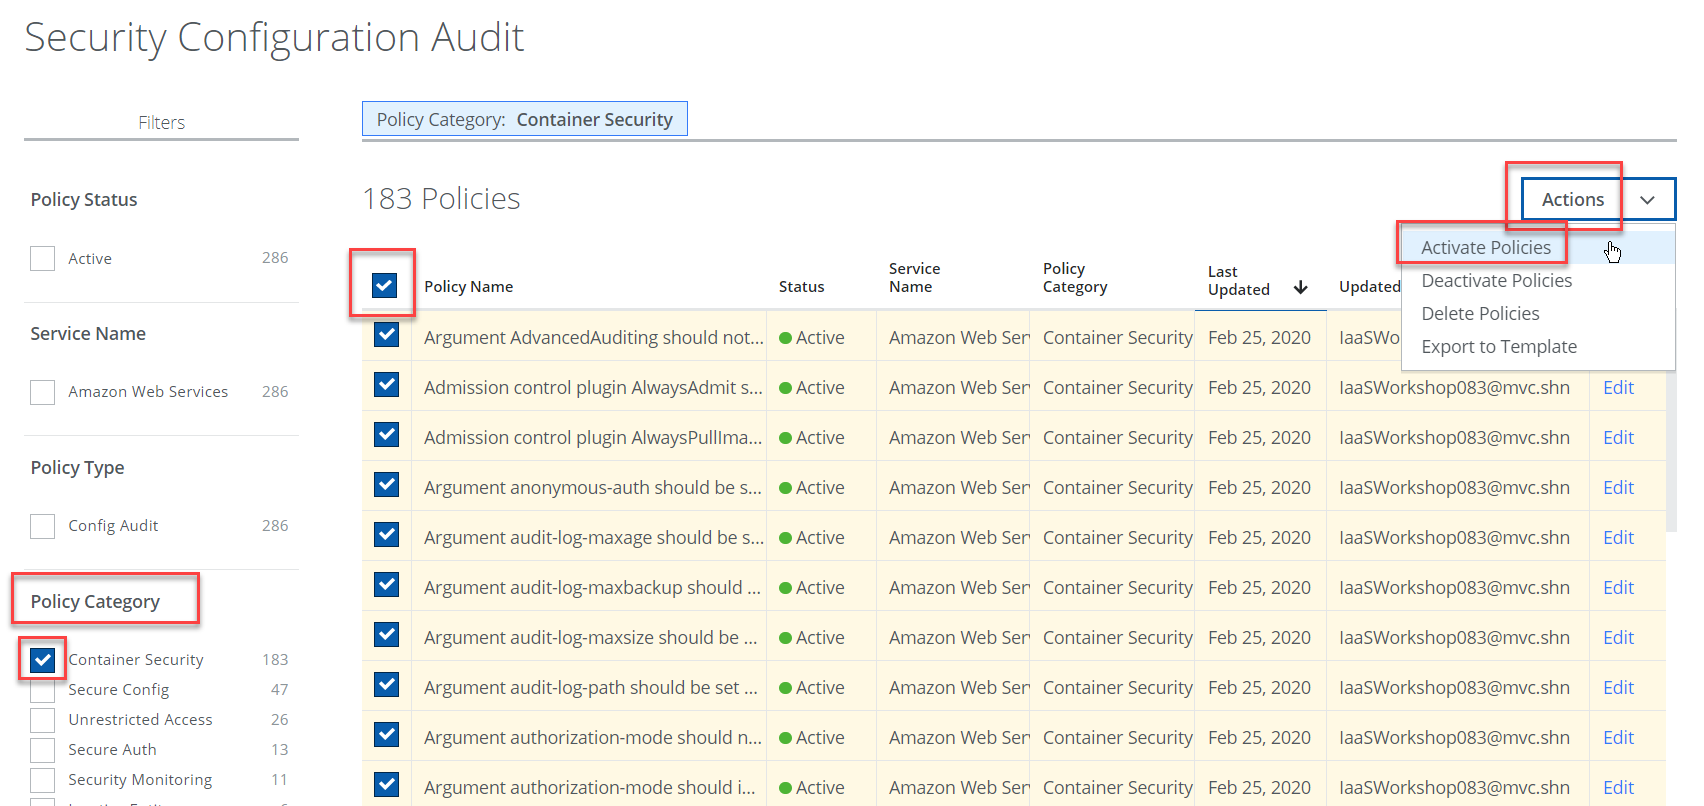 Security Configuration Audit
Filters
Policy Category: Container Security
Policy Status
Active 286
Service Name
Amazon Web Services 286
Policy Type
Config Audit 286
Policy Category
Container Security 183
Secure Config 47
Unrestricted Access 26
Secure Auth 13
Security Monitoring 11
183 Policies
Actions
Activate Policies
Deactivate Policies
Delete Policies
Export to Template
Policy Name Status Service Name Policy Category Last Updated Updated
Argument AdvancedAuditing should not... Active Amazon Web Ser Container Security Feb 25, 2020 IaaSWo
Admission control plugin AlwaysAdmit s... Active Amazon Web Ser Container Security Feb 25, 2020 IaaSWorkshop083@mvc.shn Edit
Admission control plugin AlwaysPullIma... Active Amazon Web Ser Container Security Feb 25, 2020 IaaSWorkshop083@mvc.shn Edit
Argument anonymous-auth should be s... Active Amazon Web Ser Container Security Feb 25, 2020 IaaSWorkshop083@mvc.shn Edit
Argument audit-log-maxage should be s... Active Amazon Web Ser Container Security Feb 25, 2020 IaaSWorkshop083@mvc.shn Edit
Argument audit-log-maxbackup should ... Active Amazon Web Ser Container Security Feb 25, 2020 IaaSWorkshop083@mvc.shn Edit
Argument audit-log-maxsize should be ... Active Amazon Web Ser Container Security Feb 25, 2020 IaaSWorkshop083@mvc.shn Edit
Argument audit-log-path should be set ... Active Amazon Web Ser Container Security Feb 25, 2020 IaaSWorkshop083@mvc.shn Edit
Argument authorization-mode should n... Active Amazon Web Ser Container Security Feb 25, 2020 IaaSWorkshop083@mvc.shn Edit
Argument authorization-mode should i... Active Amazon Web Ser Container Security Feb 25, 2020 IaaSWorkshop083@mvc.shn Edit